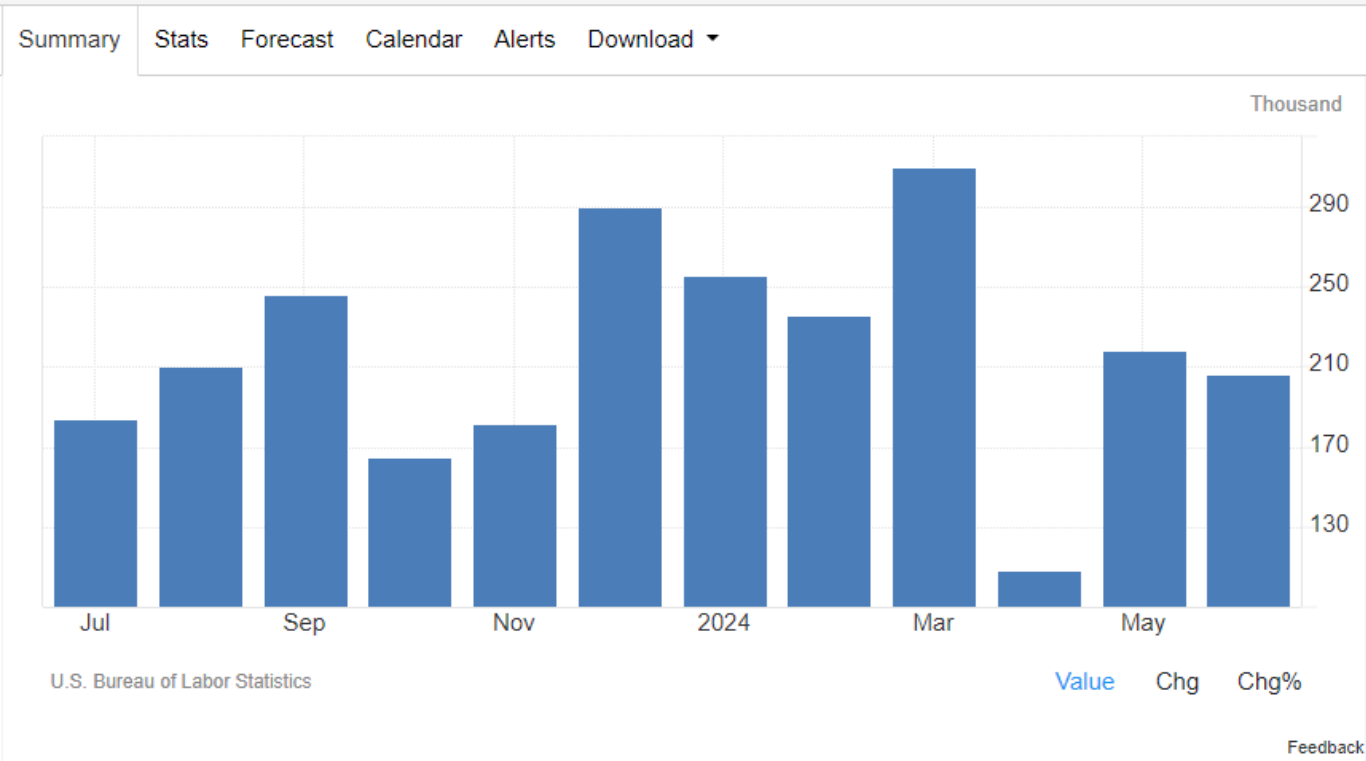 Summary Stats Forecast Calendar Alerts Download
Thousand
290
250
210
170
130
Jul Sep Nov 2024 Mar May
U.S. Bureau of Labor Statistics Value Chg Chg%
Feedback